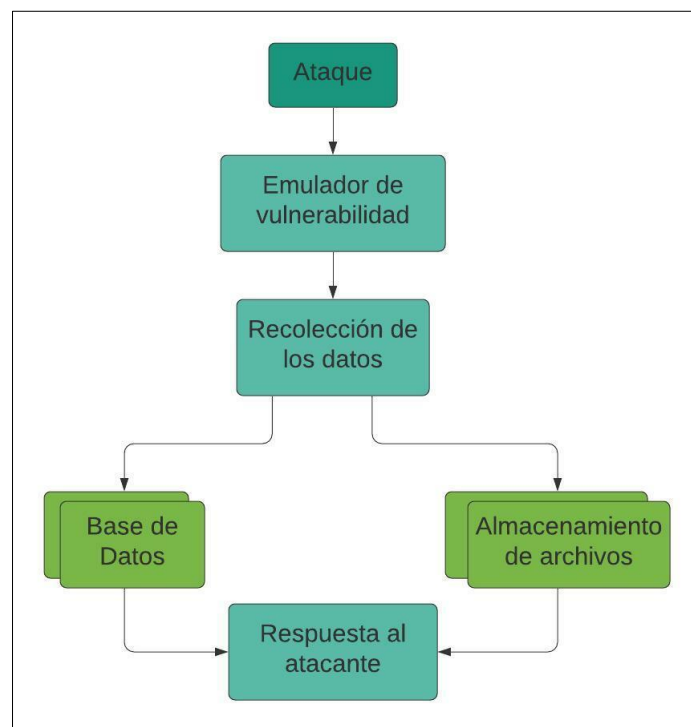 Ataque
Emulador de
vulnerabilidad
Recolección de
los datos
Base de
Datos
Almacenamiento
de archivos
Respuesta al
atacante